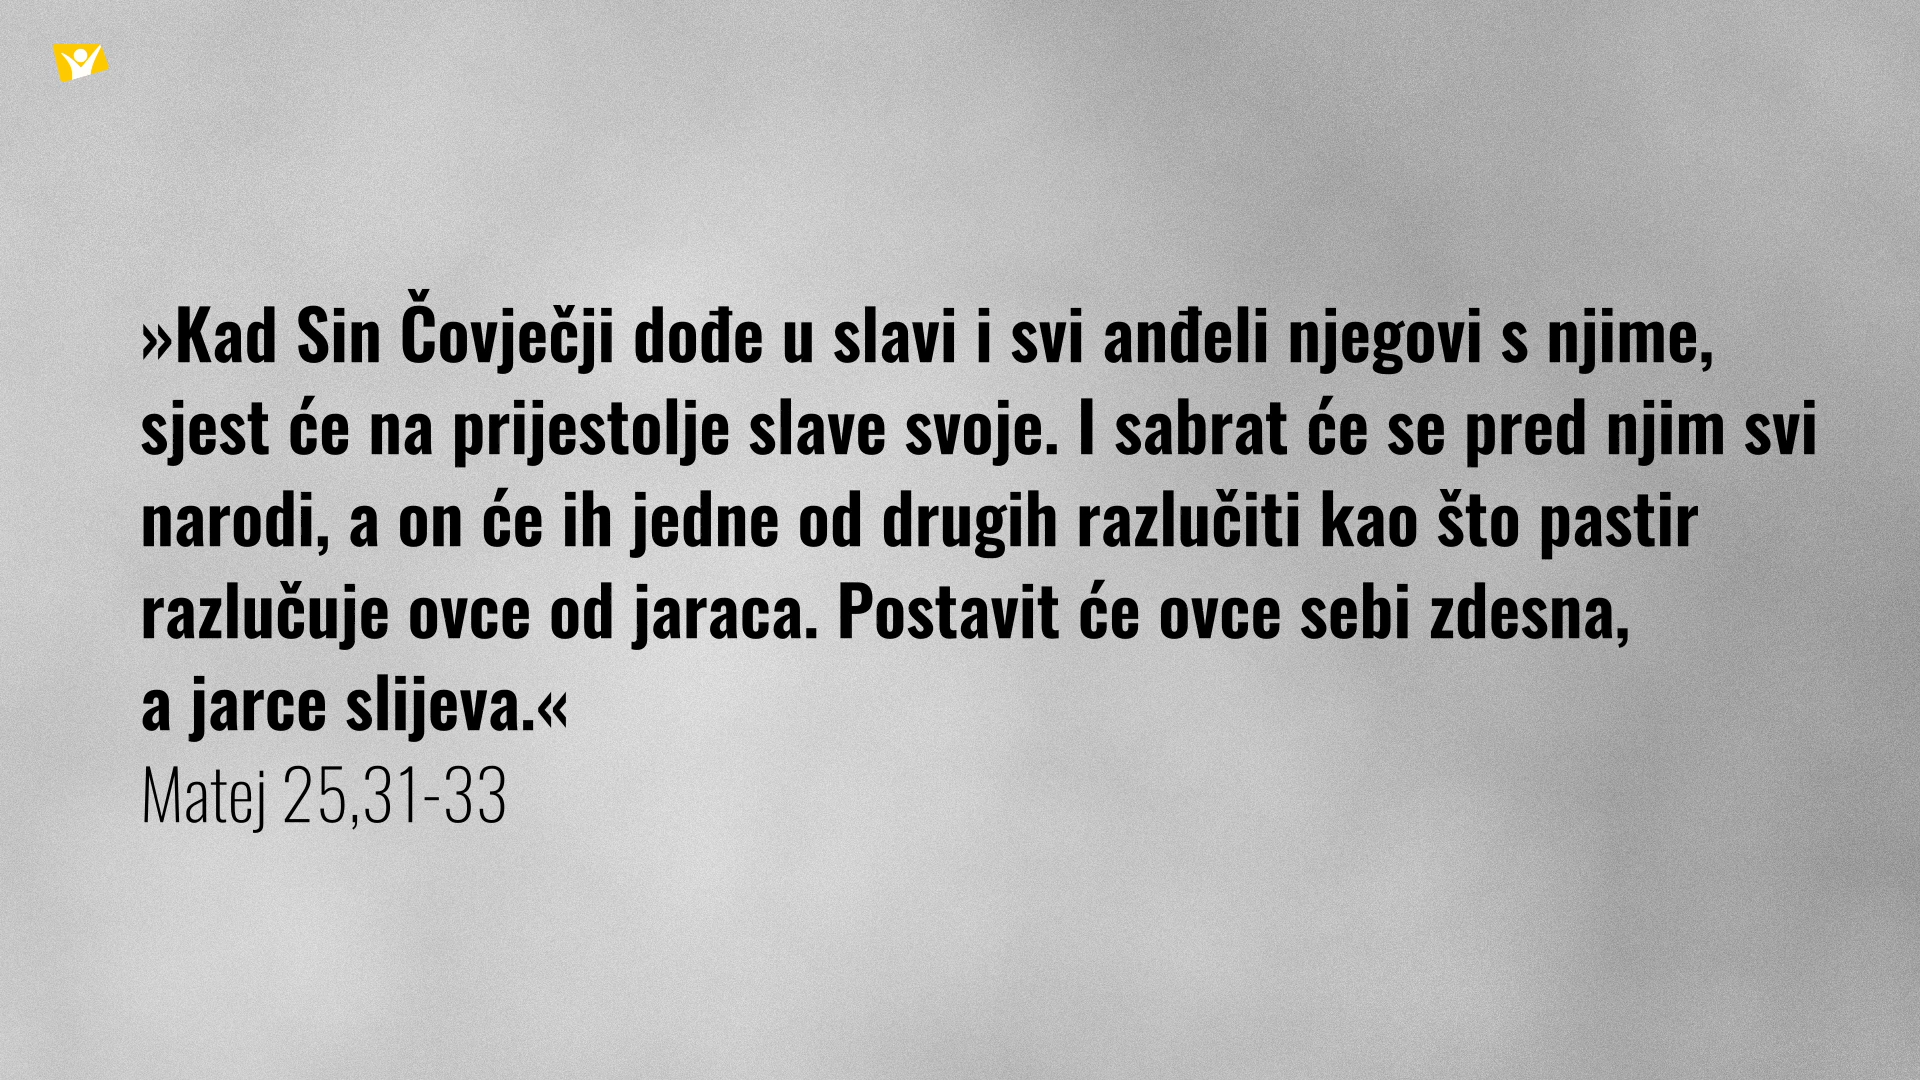 »Kad Sin Čovječji dođe u slavi i svi anđeli njegovi s njime,
sjest će na prijestolje slave svoje. I sabrat će se pred njim svi
narodi, a on će ih jedne od drugih razlučiti kao što pastir
razlučuje ovce od jaraca. Postavit će ovce sebi zdesna,
a jarce slijeva.«
Matej 25,31-33